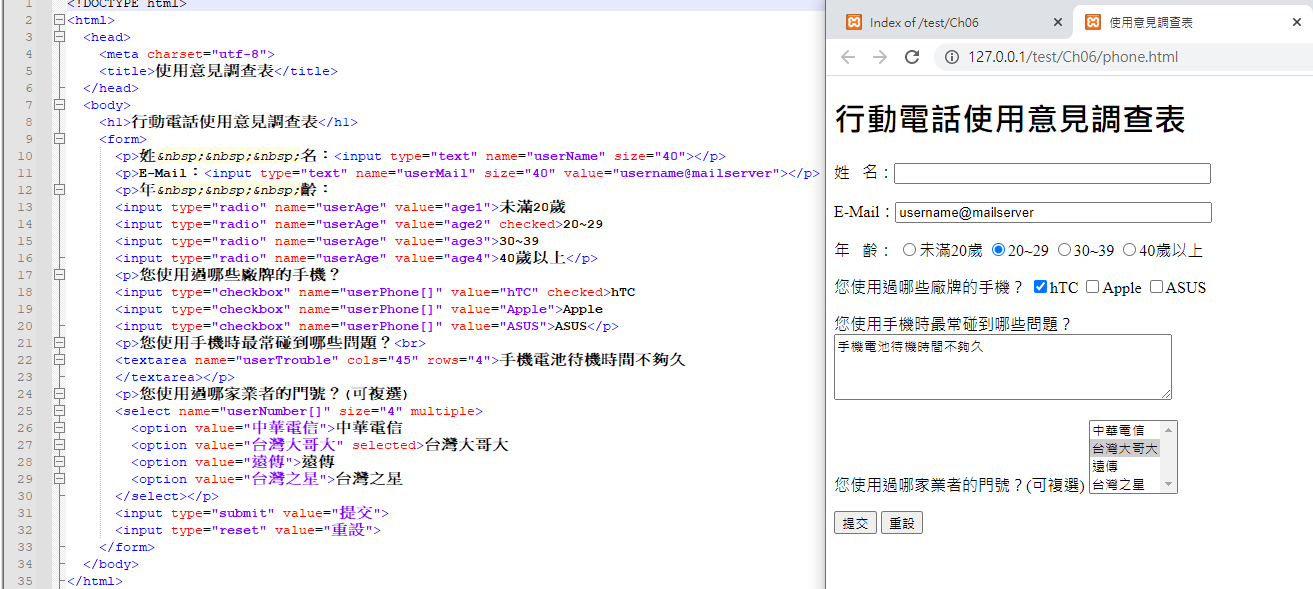 1 <!DOCTYPE html>
2 <html>
3 <head>
4 <meta charset="utf-8">
5 <title>使用意見調查表</title>
6 </head>
7 <body>
8 <h1>行動電話使用意見調查表</h1>
9 <form>
10 <p>姓&nbsp;&nbsp;&nbsp;名：<input type="text" name="userName" size="40"></p>
11 <p>E-Mail：<input type="text" name="userMail" size="40" value="username@mailserver"></p>
12 <p>年&nbsp;&nbsp;&nbsp;齡：
13 <input type="radio" name="userAge" value="age1">未滿20歲
14 <input type="radio" name="userAge" value="age2" checked>20~29
15 <input type="radio" name="userAge" value="age3">30~39
16 <input type="radio" name="userAge" value="age4">40歲以上</p>
17 <p>您使用過哪些廠牌的手機？
18 <input type="checkbox" name="userPhone[]" value="hTC" checked>hTC
19 <input type="checkbox" name="userPhone[]" value="Apple">Apple
20 <input type="checkbox" name="userPhone[]" value="ASUS">ASUS</p>
21 <p>您使用手機時最常碰到哪些問題？<br>
22 <textarea name="userTrouble" cols="45" rows="4">手機電池待機時間不夠久
23 </textarea></p>
24 <p>您使用過哪家業者的門號？(可複選)
25 <select name="userNumber[]" size="4" multiple>
26 <option value="中華電信">中華電信
27 <option value="台灣大哥大" selected>台灣大哥大
28 <option value="遠傳">遠傳
29 <option value="台灣之星">台灣之星
30 </select></p>
31 <input type="submit" value="提交">
32 <input type="reset" value="重設">
33 </form>
34 </body>
35 </html>
Index of /test/Ch06
使用意見調查表
127.0.0.1/test/Ch06/phone.html
行動電話使用意見調查表
姓 名：
E-Mail：username@mailserver
年 齡： 未滿20歲 20~29 30~39 40歲以上
您使用過哪些廠牌的手機？ hTC Apple ASUS
您使用手機時最常碰到哪些問題？
手機電池待機時間不夠久
中華電信
台灣大哥大
遠傳
台灣之星
您使用過哪家業者的門號？(可複選)
提交 重設